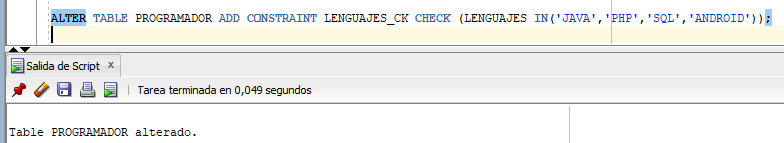 ALTER TABLE PROGRAMADOR ADD CONSTRAINT LENGUAJES_CK CHECK (LENGUAJES IN('JAVA','PHP','SQL','ANDROID'));
Salida de Script x
Tarea terminada en 0,049 segundos
Table PROGRAMADOR alterado.